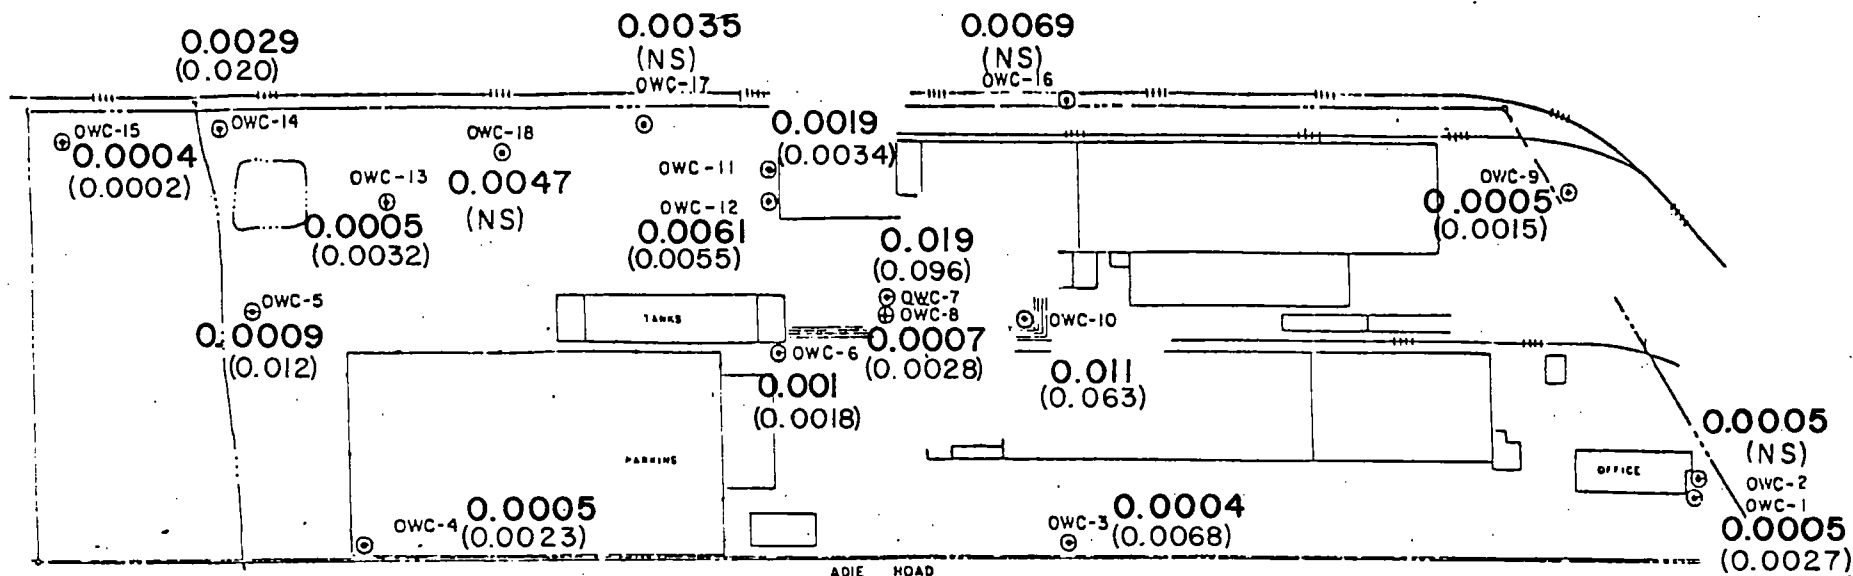 0.0029
(0.020)
0.0035
(NS)
OWC-17
0.0069
(NS)
OWC-16
OWC-15
0.0004
(0.0002)
OWC-14
OWC-18
0.0047
(NS)
OWC-13
0.0005
(0.0032)
0.0019
(0.0034)
OWC-11
OWC-12
0.0061
(0.0055)
OWC-9
0.0005
(0.0015)
0.019
(0.096)
OWC-7
OWC-8
0.0007
(0.0028)
OWC-5
0.0009
(0.012)
TANKS
OWC-6
0.001
(0.0018)
OWC-10
0.011
(0.063)
PARKING
OFFICE
0.0005
(NS)
OWC-2
OWC-1
0.0005
(0.0027)
OWC-4
0.0005
(0.0023)
OWC-3
0.0004
(0.0068)
ADIE ROAD